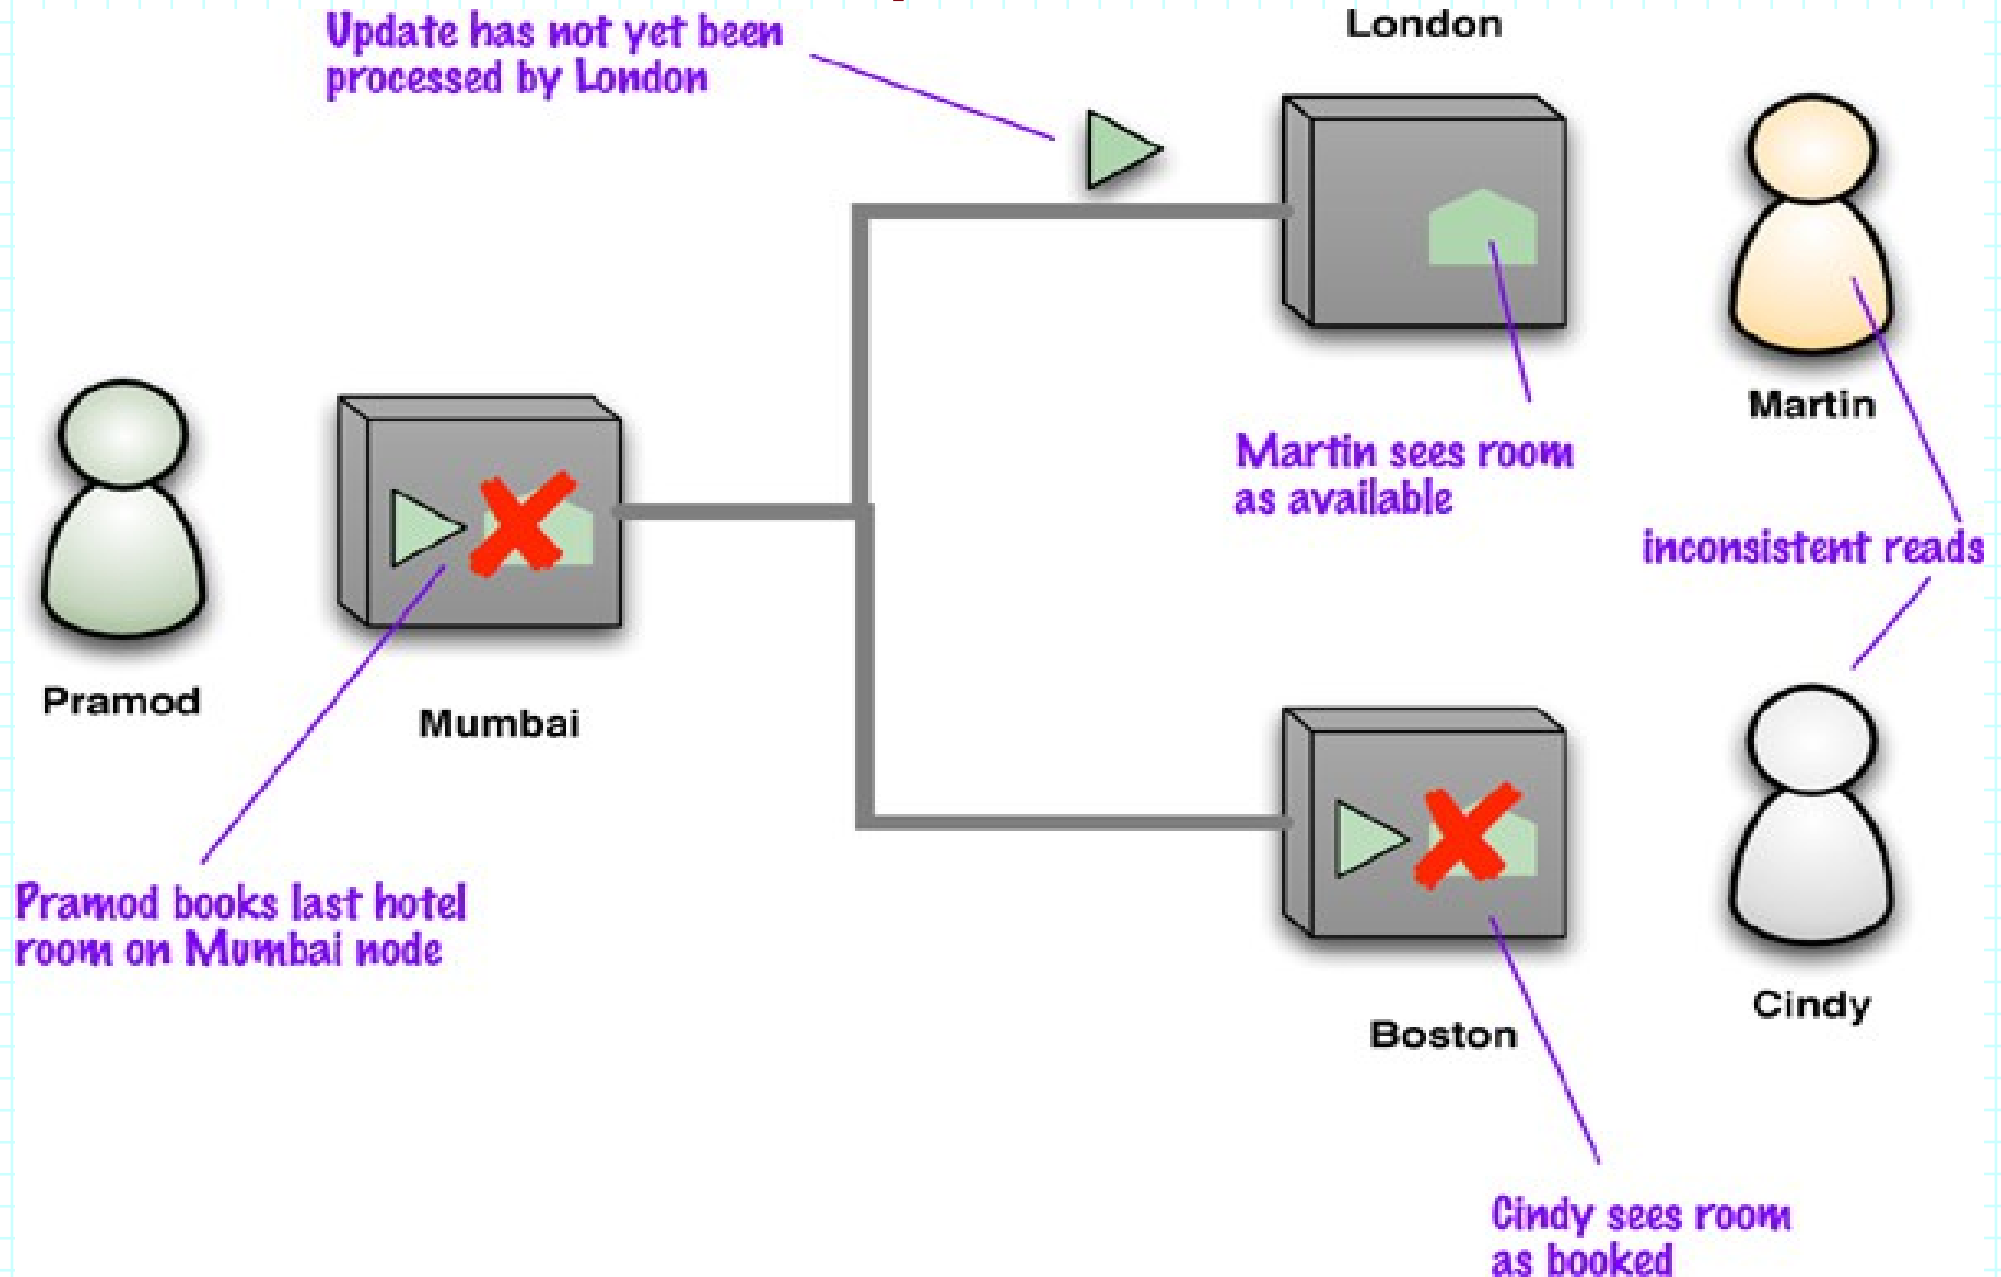 Update has not yet been
processed by London
London
Martin
Martin sees room
as available
inconsistent reads
Pramod
Mumbai
Pramod books last hotel
room on Mumbai node
Boston
Cindy
Cindy sees room
as booked